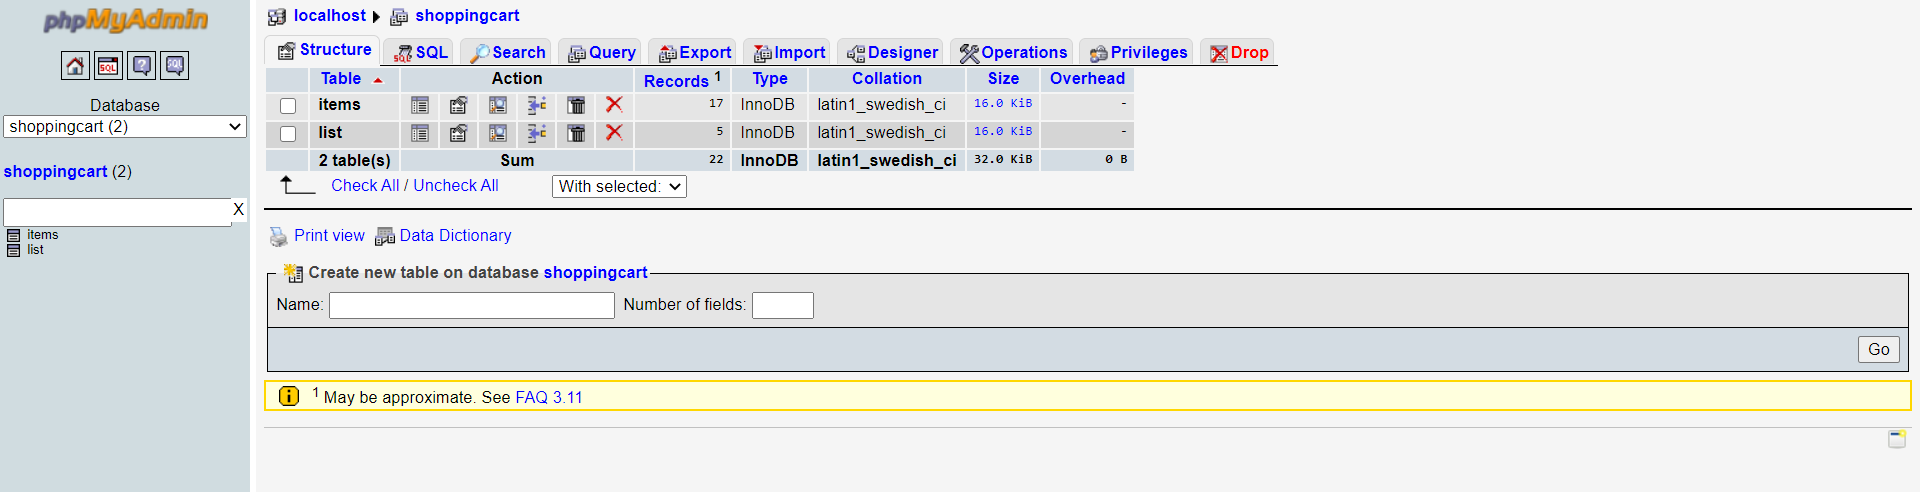 phpMyAdmin
SQL ? SQL
Database
shoppingcart (2)
shoppingcart (2)
X
items
list
localhost shoppingcart
Structure SQL Search Query Export Import Designer Operations Privileges Drop
Table Action Records 1 Type Collation Size Overhead
items 17 InnoDB latin1_swedish_ci 16.0 KiB -
list 5 InnoDB latin1_swedish_ci 16.0 KiB -
2 table(s) Sum 22 InnoDB latin1_swedish_ci 32.0 KiB 0 B
Check All / Uncheck All With selected:
Print view Data Dictionary
Create new table on database shoppingcart
Name: Number of fields:
Go
1 May be approximate. See FAQ 3.11